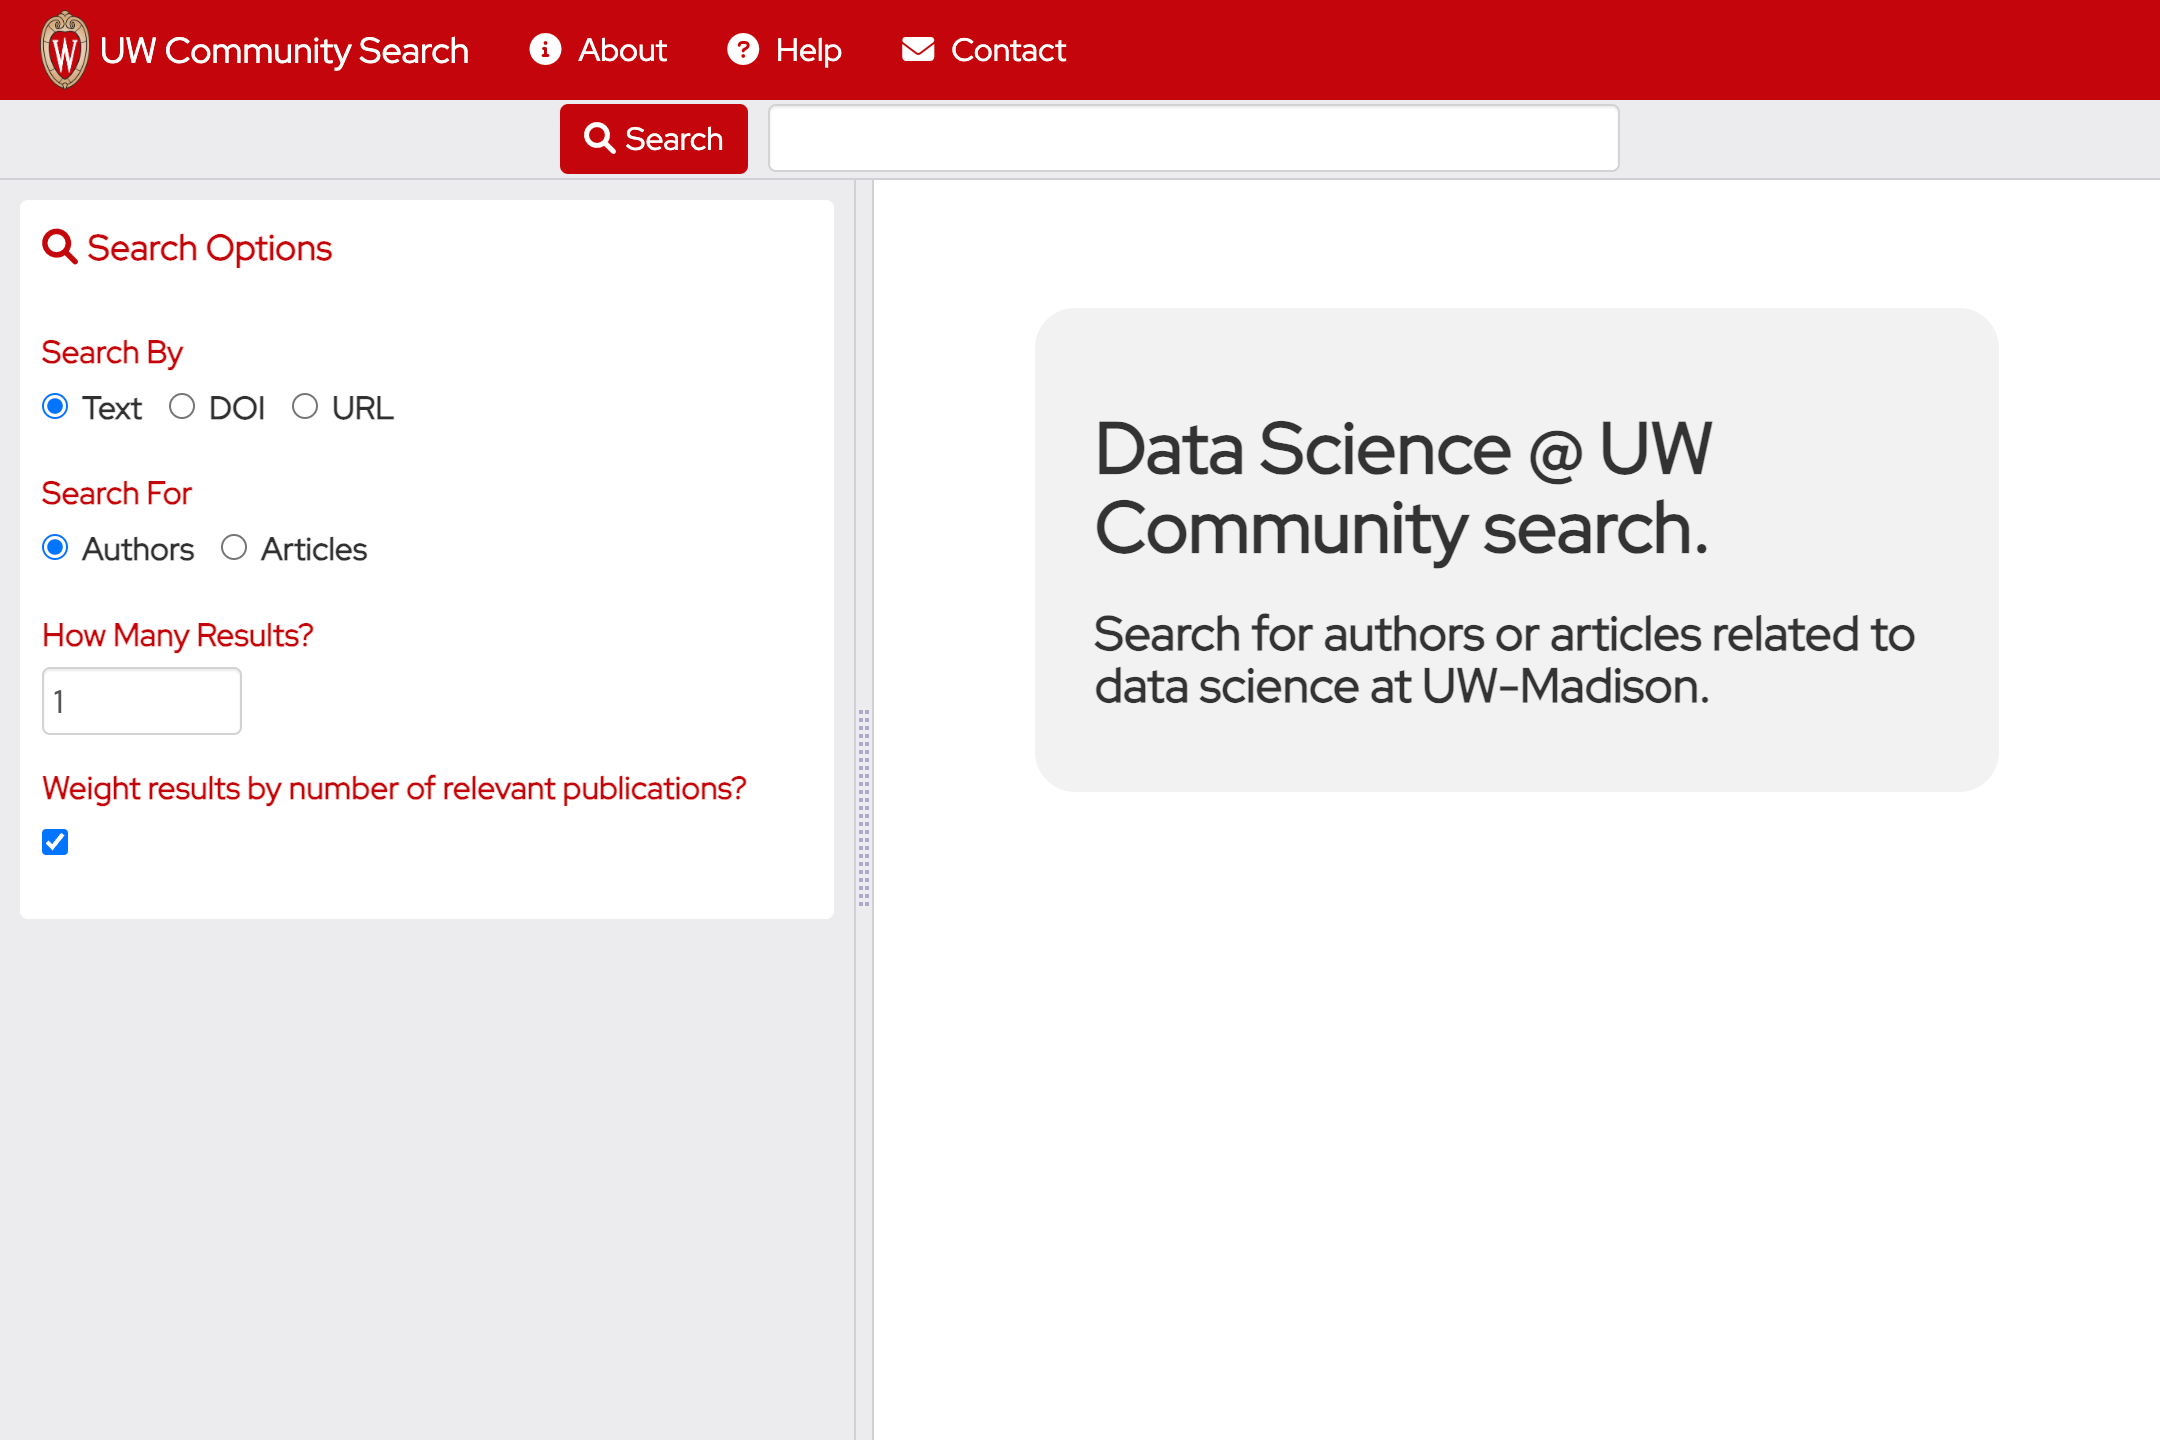 UW Community Search About Help Contact
Search
Search Options
Search By
Text DOI URL
Search For
Authors Articles
How Many Results?
1
Weight results by number of relevant publications?
Data Science @ UW
Community search.
Search for authors or articles related to
data science at UW-Madison.